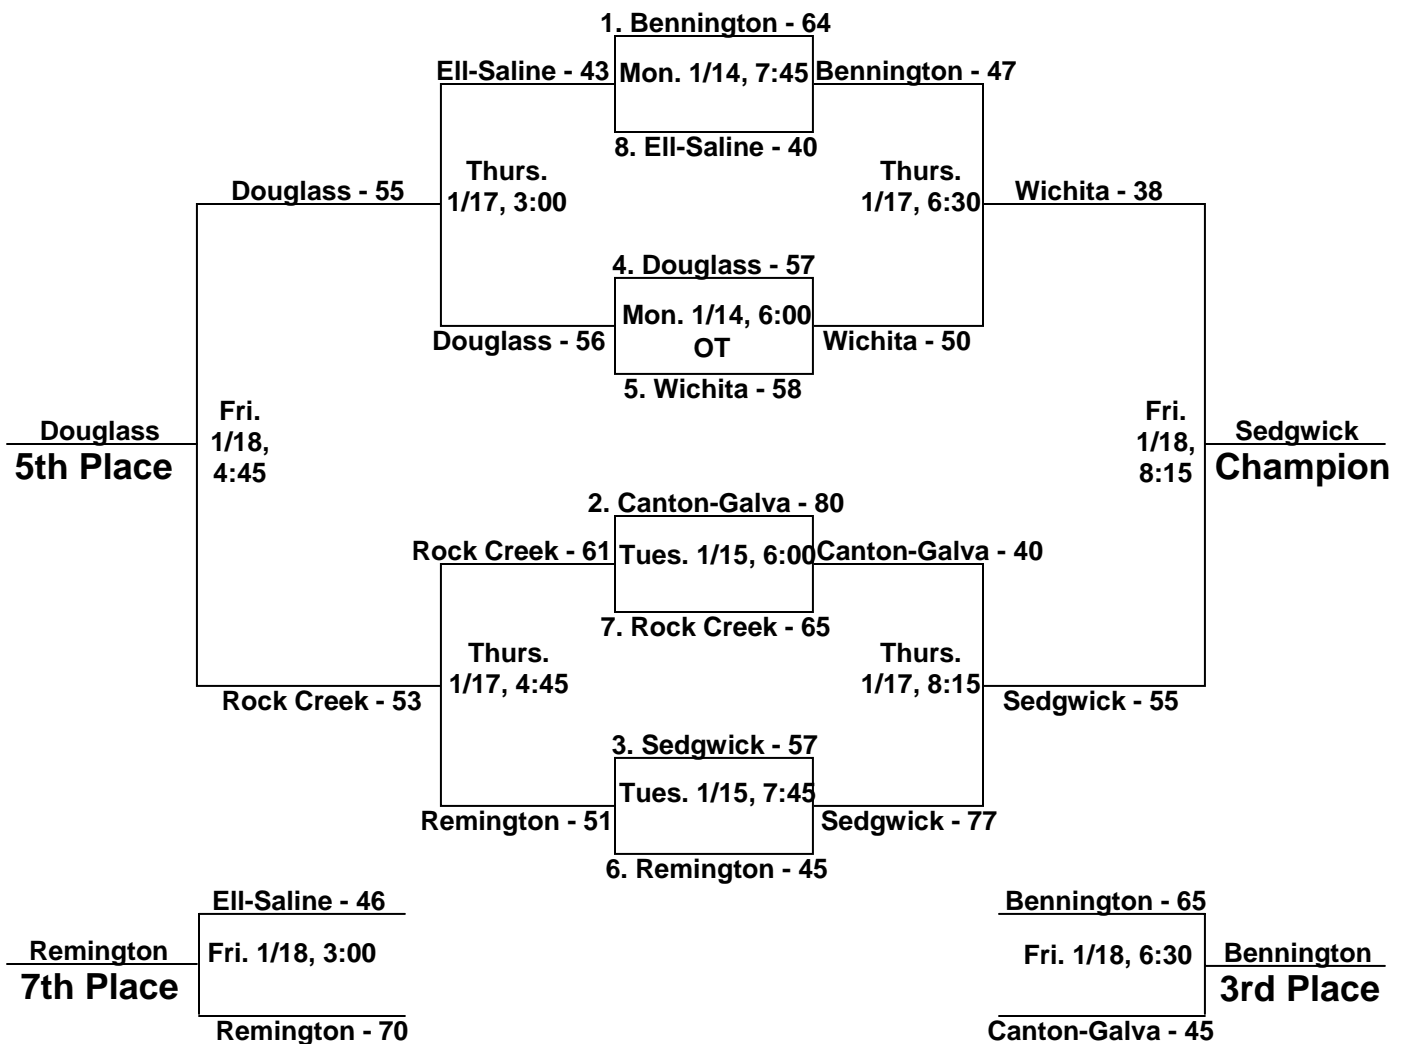 1. Bennington - 64
Ell-Saline - 43
Mon. 1/14, 7:45
Bennington - 47
8. Ell-Saline - 40
Thurs.
1/17, 3:00
Thurs.
1/17, 6:30
Douglass - 55
Wichita - 38
4. Douglass - 57
Mon. 1/14, 6:00
OT
Douglass - 56
Wichita - 50
5. Wichita - 58
Fri.
1/18,
4:45
Fri.
1/18,
8:15
Douglass
5th Place
Sedgwick
Champion
2. Canton-Galva - 80
Rock Creek - 61
Tues. 1/15, 6:00
Canton-Galva - 40
7. Rock Creek - 65
Thurs.
1/17, 4:45
Thurs.
1/17, 8:15
Rock Creek - 53
Sedgwick - 55
3. Sedgwick - 57
Tues. 1/15, 7:45
Remington - 51
Sedgwick - 77
6. Remington - 45
Ell-Saline - 46
Remington
7th Place
Fri. 1/18, 3:00
Remington - 70
Bennington - 65
Fri. 1/18, 6:30
Bennington
3rd Place
Canton-Galva - 45